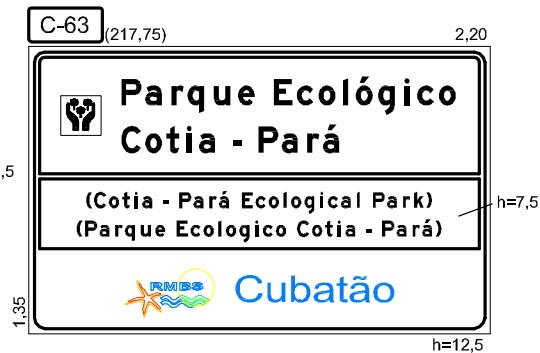 C-63
(217,75)
2,20
Parque Ecológico
Cotia - Pará
,5
(Cotia - Pará Ecological Park)
(Parque Ecologico Cotia - Pará)
h=7,5
RMBS
Cubatão
1,35
h=12,5